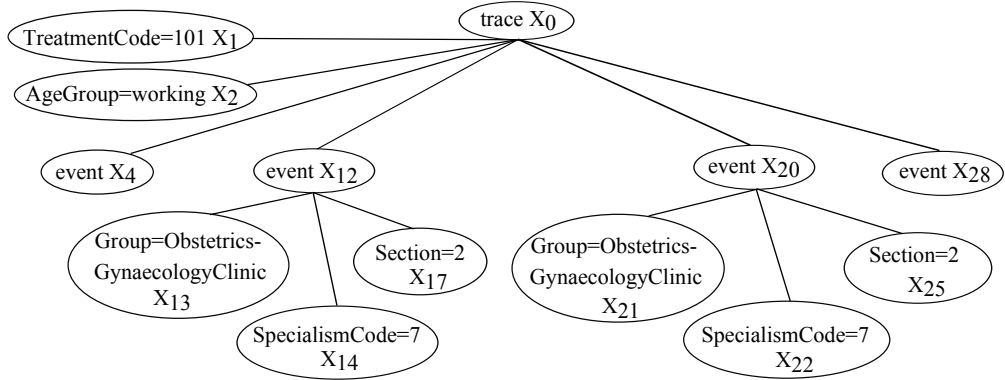 trace X0
TreatmentCode=101 X1
AgeGroup=working X2
event X4
event X12
event X20
event X28
Group=Obstetrics-
GynaecologyClinic
X13
Section=2
X17
SpecialismCode=7
X14
Group=Obstetrics-
GynaecologyClinic
X21
Section=2
X25
SpecialismCode=7
X22